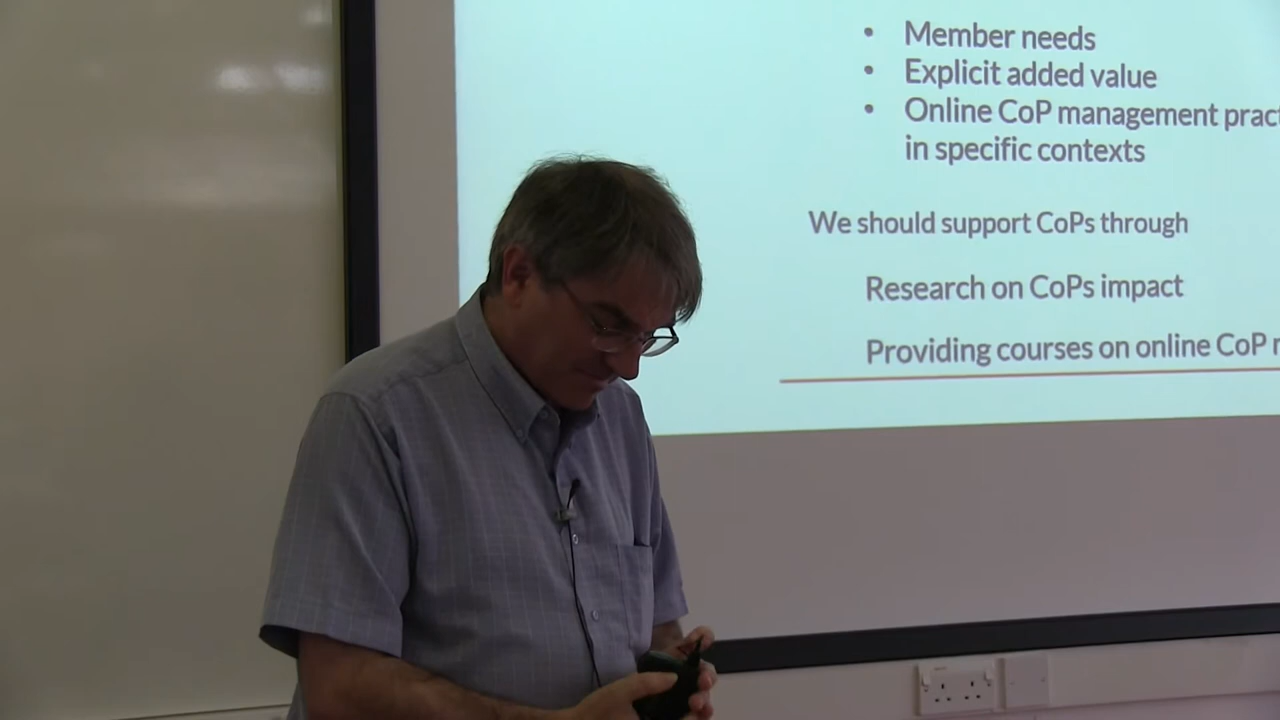 • Member needs
• Explicit added value
• Online CoP management
in specific contexts
We should support CoPs through
Research on CoPs impact
Providing courses on online CoP